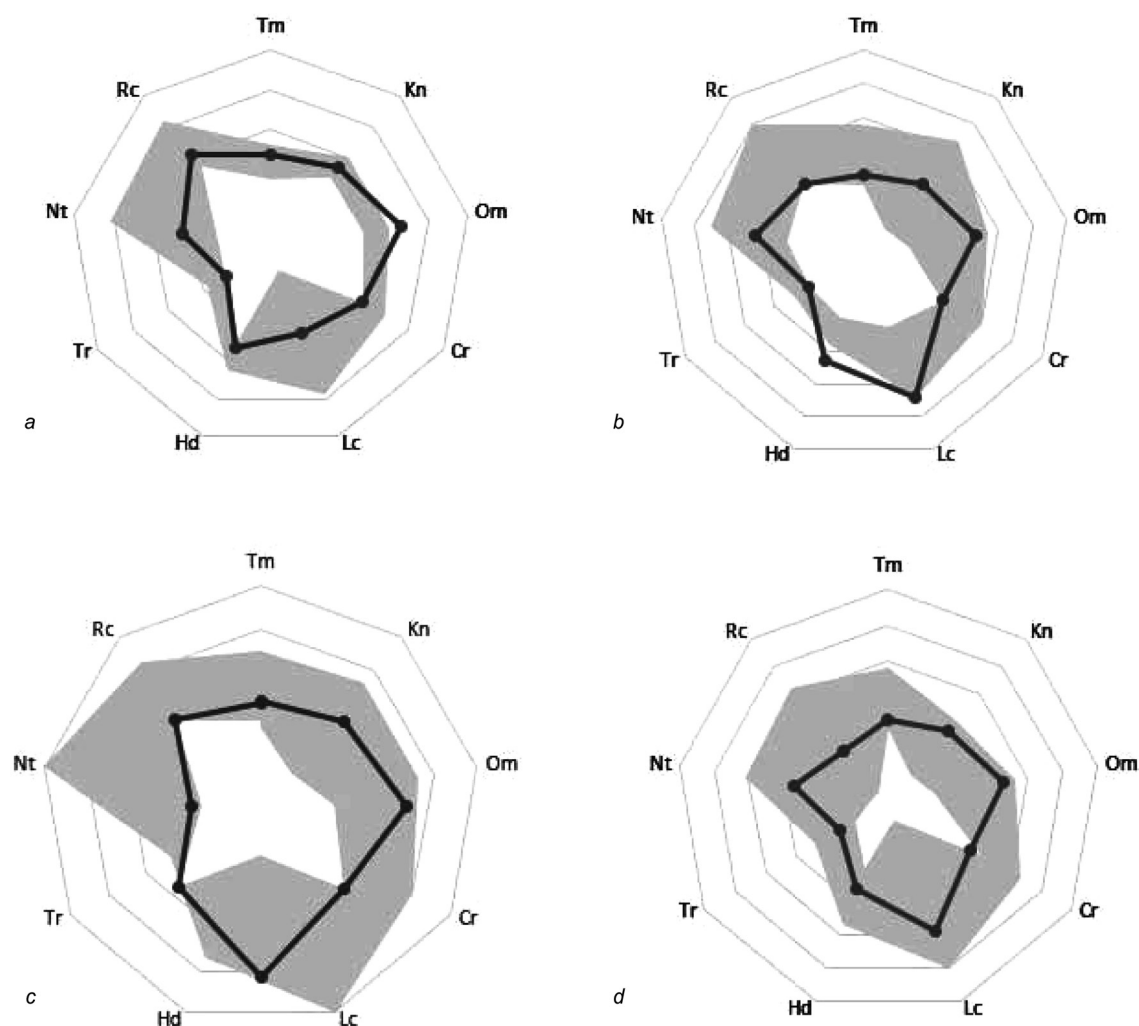 Tm
Rc Kn
Nt Om
Tr Cr
Hd Lc
a
Tm
Rc Kn
Nt Om
Tr Cr
Hd Lc
b
Tm
Rc Kn
Nt Om
Tr Cr
Hd Lc
c
Tm
Rc Kn
Nt Om
Tr Cr
Hd Lc
d